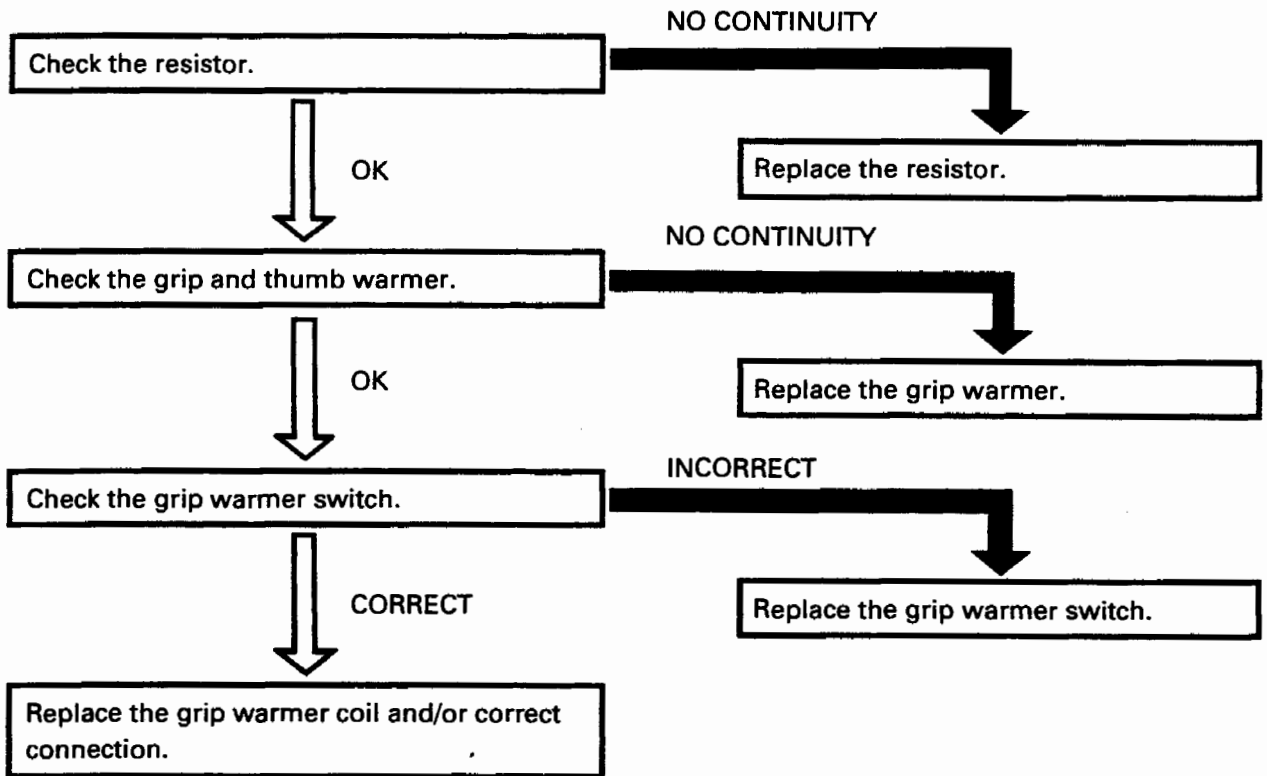 NO CONTINUITY
Check the resistor.
OK
Replace the resistor.
NO CONTINUITY
Check the grip and thumb warmer.
OK
Replace the grip warmer.
INCORRECT
Check the grip warmer switch.
CORRECT
Replace the grip warmer switch.
Replace the grip warmer coil and/or correct
connection.